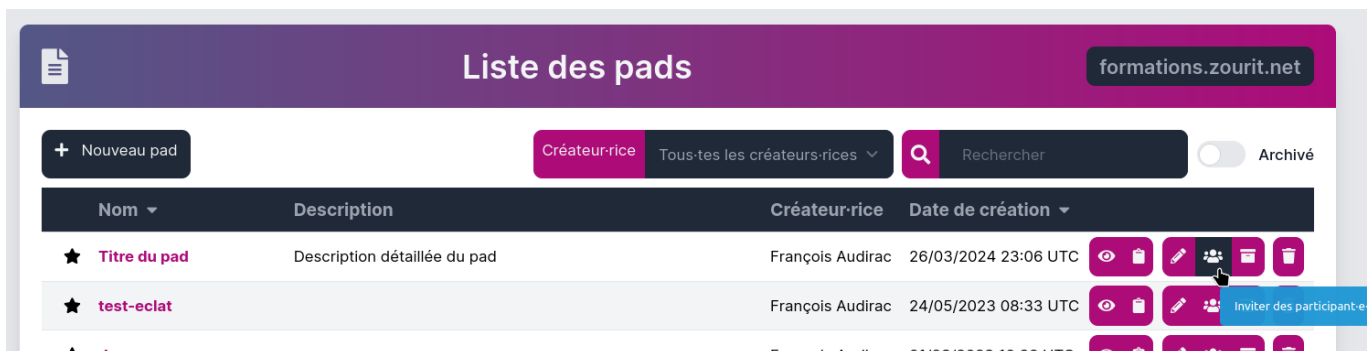 Liste des pads
formations.zourit.net
+ Nouveau pad
Créateur·rice Tous·tes les créateurs·rices
Rechercher
Archivé
Nom Description Créateur·rice Date de création
Titre du pad Description détaillée du pad François Audirac 26/03/2024 23:06 UTC
test-eclat François Audirac 24/05/2023 08:33 UTC
Inviter des participant·e